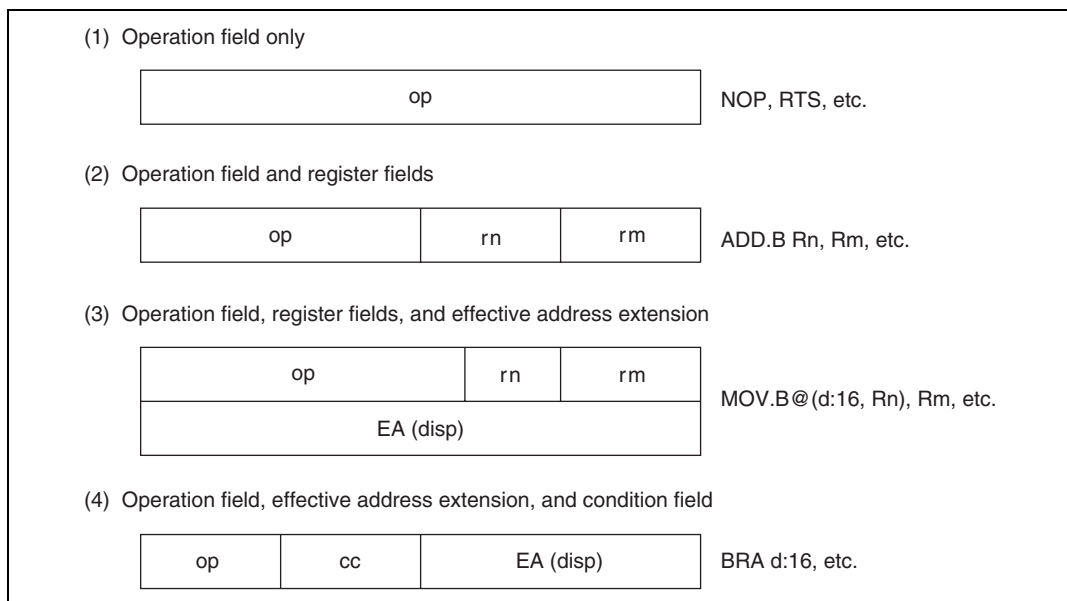 (1) Operation field only
op
NOP, RTS, etc.
(2) Operation field and register fields
op rn rm
ADD.B Rn, Rm, etc.
(3) Operation field, register fields, and effective address extension
op rn rm
EA (disp)
MOV.B@(d:16, Rn), Rm, etc.
(4) Operation field, effective address extension, and condition field
op cc EA (disp)
BRA d:16, etc.